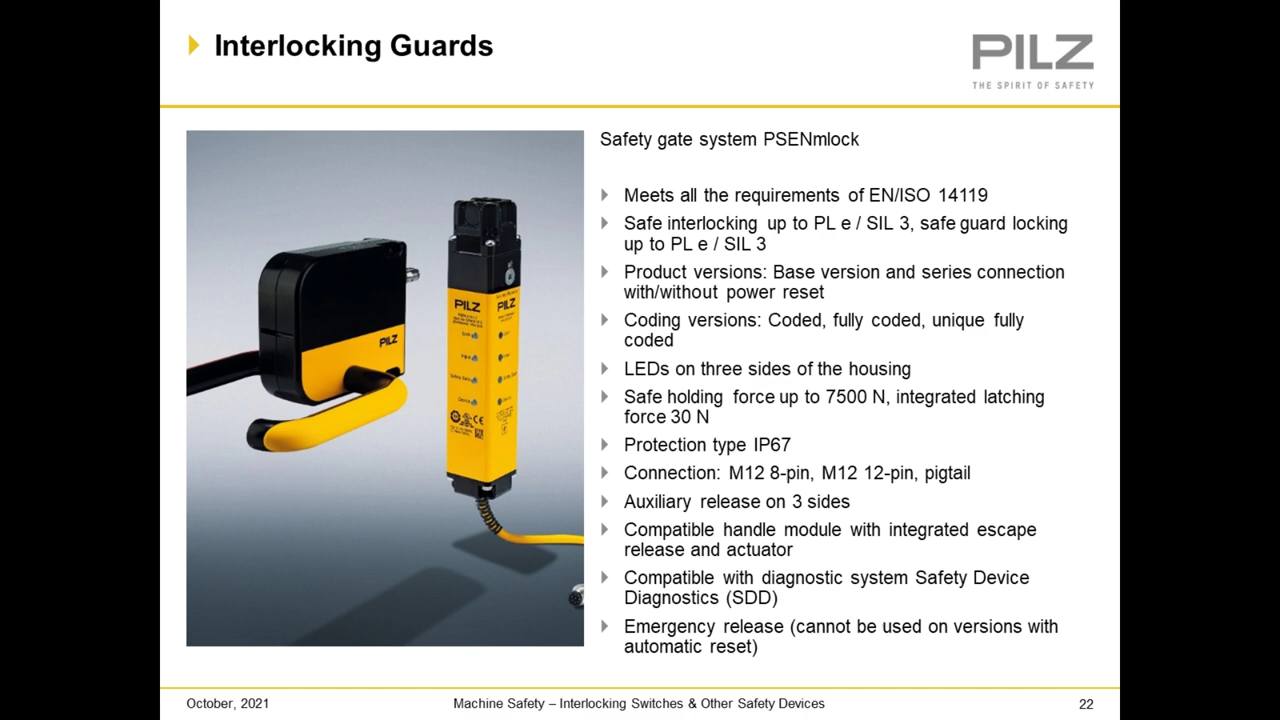 Interlocking Guards
PILZ
THE SPIRIT OF SAFETY
Safety gate system PSENmlock
Meets all the requirements of EN/ISO 14119
Safe interlocking up to PL e / SIL 3, safe guard locking
up to PL e / SIL 3
Product versions: Base version and series connection
with/without power reset
Coding versions: Coded, fully coded, unique fully
coded
LEDs on three sides of the housing
Safe holding force up to 7500 N, integrated latching
force 30 N
Protection type IP67
Connection: M12 8-pin, M12 12-pin, pigtail
Auxiliary release on 3 sides
Compatible handle module with integrated escape
release and actuator
Compatible with diagnostic system Safety Device
Diagnostics (SDD)
Emergency release (cannot be used on versions with
automatic reset)
PILZ
PILZ
PILZ
October, 2021
Machine Safety – Interlocking Switches & Other Safety Devices
22